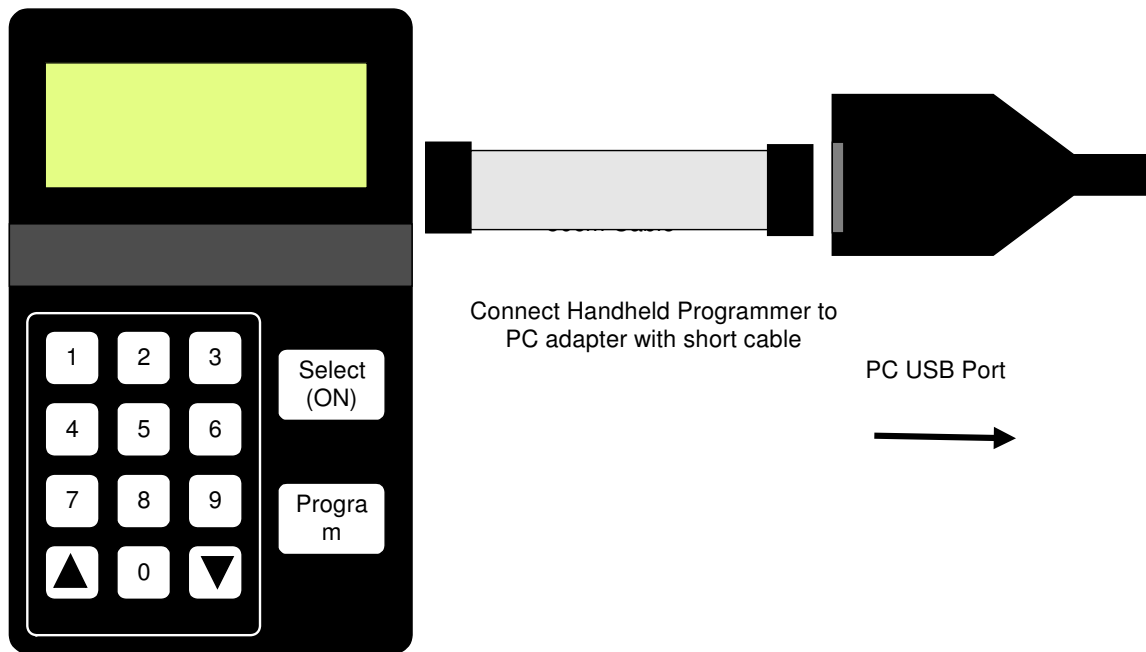 Cable
Connect Handheld Programmer to
PC adapter with short cable
PC USB Port
1 2 3
4 5 6
7 8 9
0
Select
(ON)
Progra
m